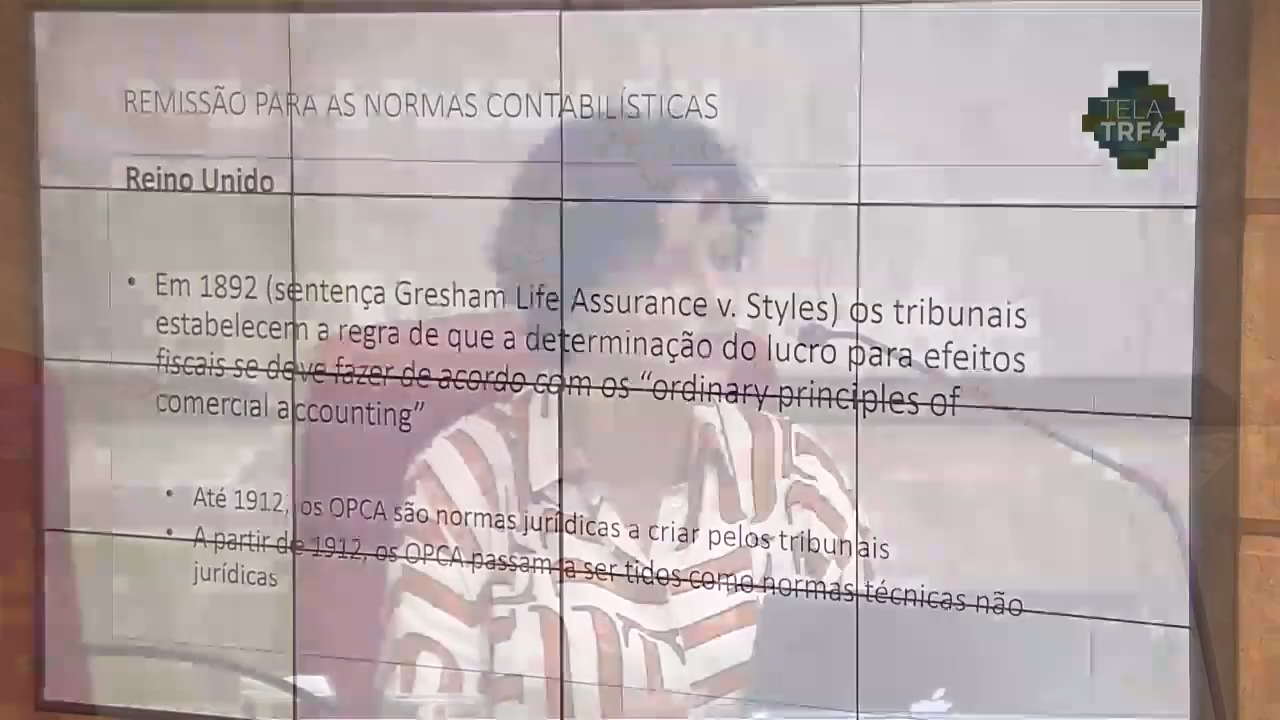 REMISSÃO PARA AS NORMAS CONTABILÍSTICAS
TELA
TRF4
Reino Unido
• Em 1892 (sentença Gresham Life Assurance v. Styles) os tribunais
estabelecem a regra de que a determinação do lucro para efeitos
fiscais se deve fazer de acordo com os “ordinary principles of
comercial accounting”
• Até 1912, os OPCA são normas jurídicas a criar pelos tribunais
• A partir de 1912, os OPCA passam a ser tidos como normas técnicas não
jurídicas